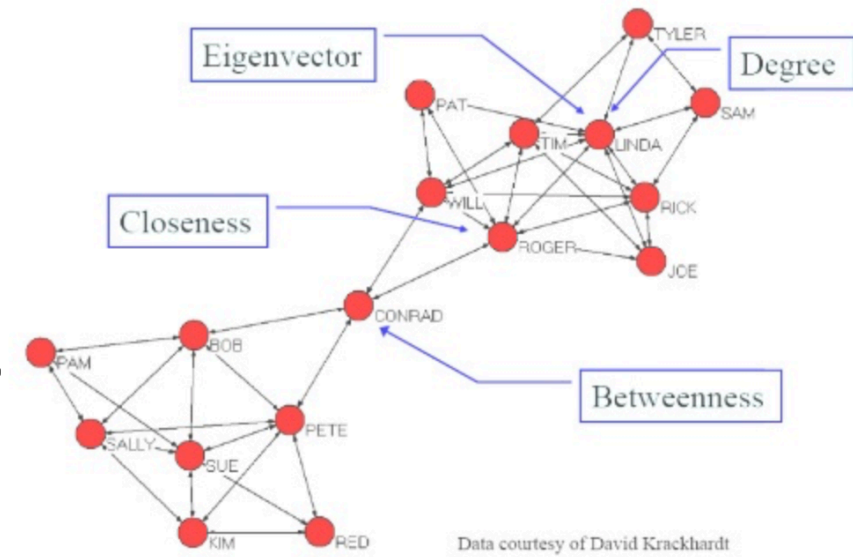 TYLER
Eigenvector
Degree
PAT
SAM
TIM
LINDA
WILL
RICK
Closeness
ROGER
JOE
CONRAD
BOB
PAM
Betweenness
PETE
SALLY
SUE
KIM
RED
Data courtesy of David Krackhardt